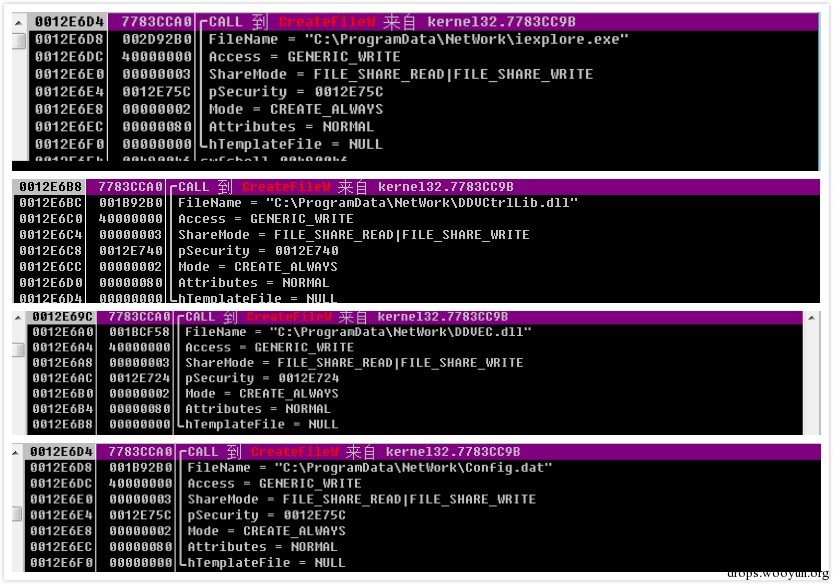 0012E6D4 7783CCA0 CALL 到 CreateFileW 来自 kernel32.7783CC9B
0012E6D8 002D92B0 FileName = "C:\ProgramData\NetWork\iexplore.exe"
0012E6DC 40000000 Access = GENERIC_WRITE
0012E6E0 00000003 ShareMode = FILE_SHARE_READ|FILE_SHARE_WRITE
0012E6E4 0012E75C pSecurity = 0012E75C
0012E6E8 00000002 Mode = CREATE_ALWAYS
0012E6EC 00000080 Attributes = NORMAL
0012E6F0 00000000 hTemplateFile = NULL
0012E6B8 7783CCA0 CALL 到 CreateFileW 来自 kernel32.7783CC9B
0012E6BC 001B92B0 FileName = "C:\ProgramData\NetWork\DDVCtrlLib.dll"
0012E6C0 40000000 Access = GENERIC_WRITE
0012E6C4 00000003 ShareMode = FILE_SHARE_READ|FILE_SHARE_WRITE
0012E6C8 0012E740 pSecurity = 0012E740
0012E6CC 00000002 Mode = CREATE_ALWAYS
0012E6D0 00000080 Attributes = NORMAL
0012E6D4 00000000 hTemplateFile = NULL
0012E69C 7783CCA0 CALL 到 CreateFileW 来自 kernel32.7783CC9B
0012E6A0 001BCF58 FileName = "C:\ProgramData\NetWork\DDVEC.dll"
0012E6A4 40000000 Access = GENERIC_WRITE
0012E6A8 00000003 ShareMode = FILE_SHARE_READ|FILE_SHARE_WRITE
0012E6AC 0012E724 pSecurity = 0012E724
0012E6B0 00000002 Mode = CREATE_ALWAYS
0012E6B4 00000080 Attributes = NORMAL
0012E6B8 00000000 hTemplateFile = NULL
0012E6D4 7783CCA0 CALL 到 CreateFileW 来自 kernel32.7783CC9B
0012E6D8 001B92B0 FileName = "C:\ProgramData\NetWork\Config.dat"
0012E6DC 40000000 Access = GENERIC_WRITE
0012E6E0 00000003 ShareMode = FILE_SHARE_READ|FILE_SHARE_WRITE
0012E6E4 0012E75C pSecurity = 0012E75C
0012E6E8 00000002 Mode = CREATE_ALWAYS
0012E6EC 00000080 Attributes = NORMAL
0012E6F0 00000000 hTemplateFile = NULL
drops.wooyun.org